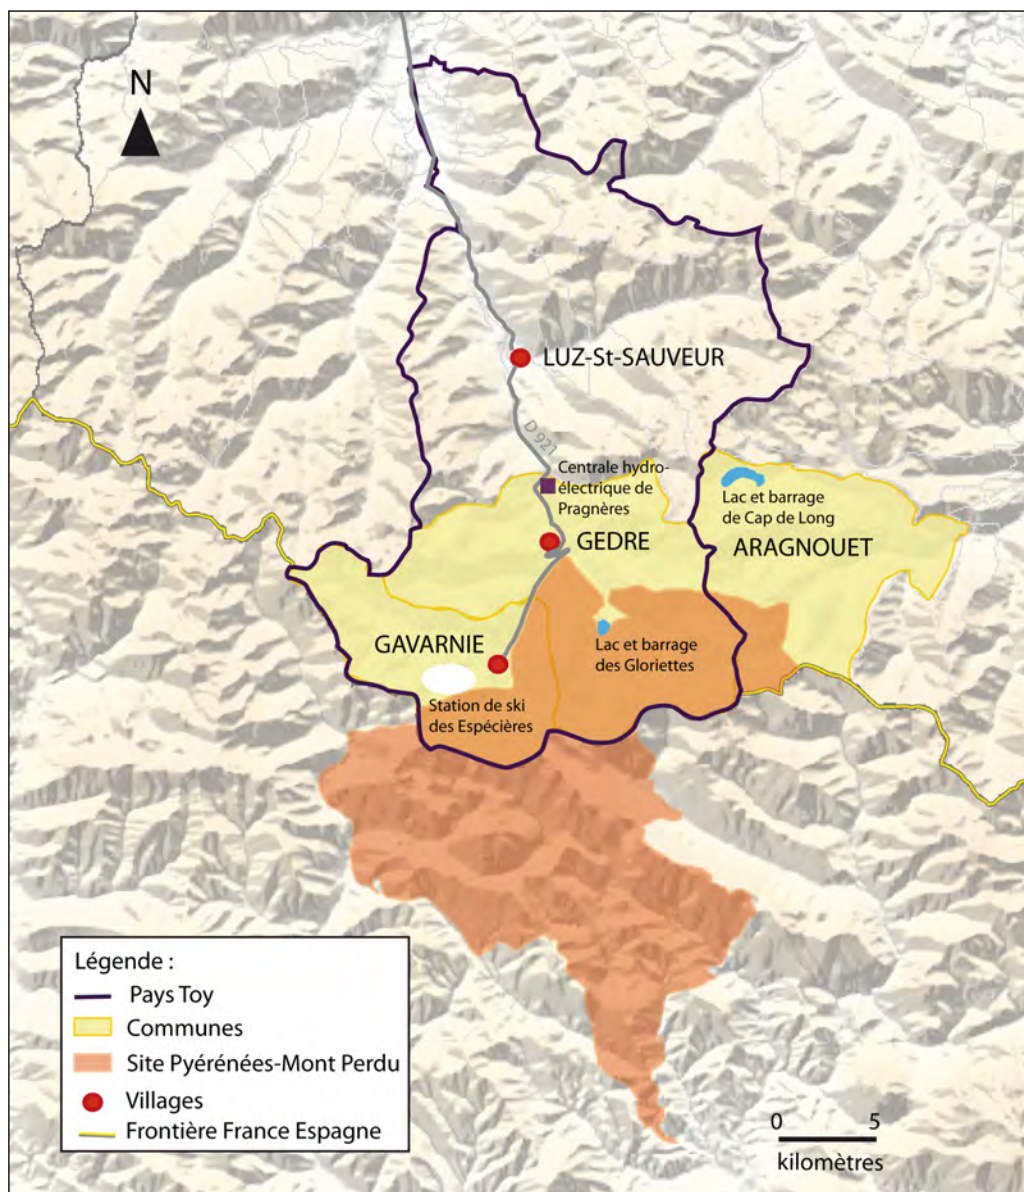 N
LUZ-St-SAUVEUR
D 921
Centrale hydro-
électrique de
Pragnères
Lac et barrage
de Cap de Long
GEDRE
ARAGNOUET
GAVARNIE
Lac et barrage
des Gloriettes
Station de ski
des Espécières
Légende :
Pays Toy
Communes
Site Pyérénées-Mont Perdu
Villages
Frontière France Espagne
0 5
kilomètres